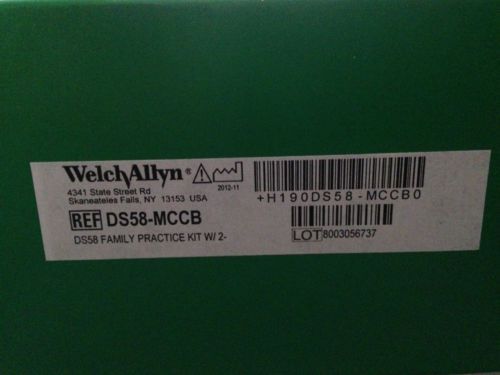 WelchAllyn®
4341 State Street Rd
Skaneateles Falls, NY 13153 USA
2012-11
+H190DS58-MCCB0
REF DS58-MCCB
DS58 FAMILY PRACTICE KIT W/ 2-
LOT 8003056737